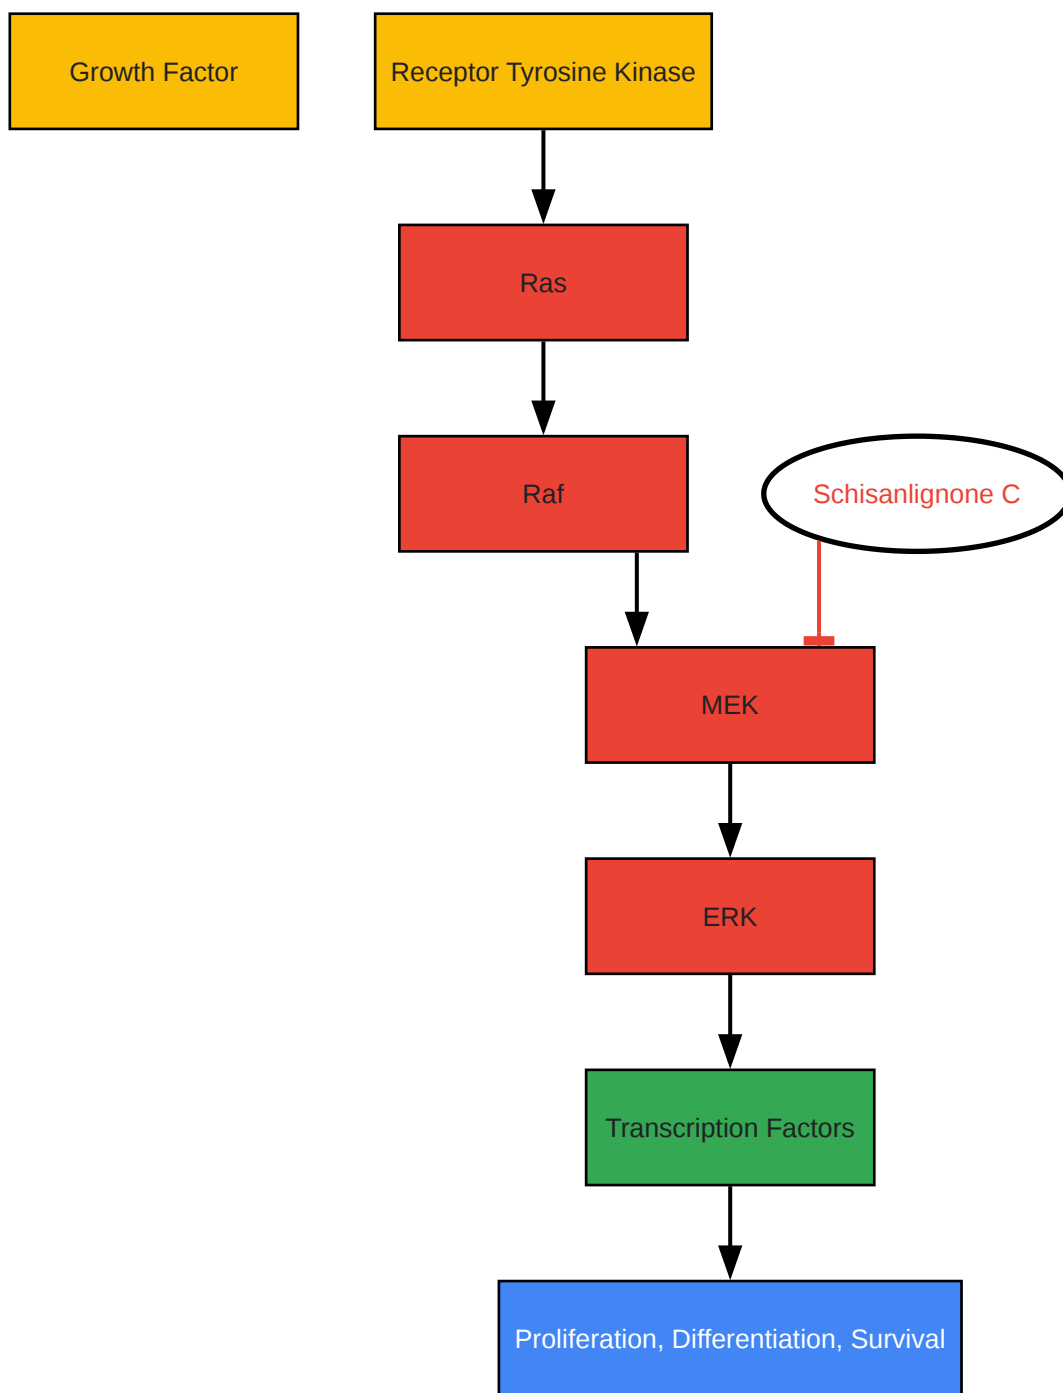 Growth Factor
Receptor Tyrosine Kinase
Ras
Raf
Schisanlignone C
MEK
ERK
Transcription Factors
Proliferation, Differentiation, Survival